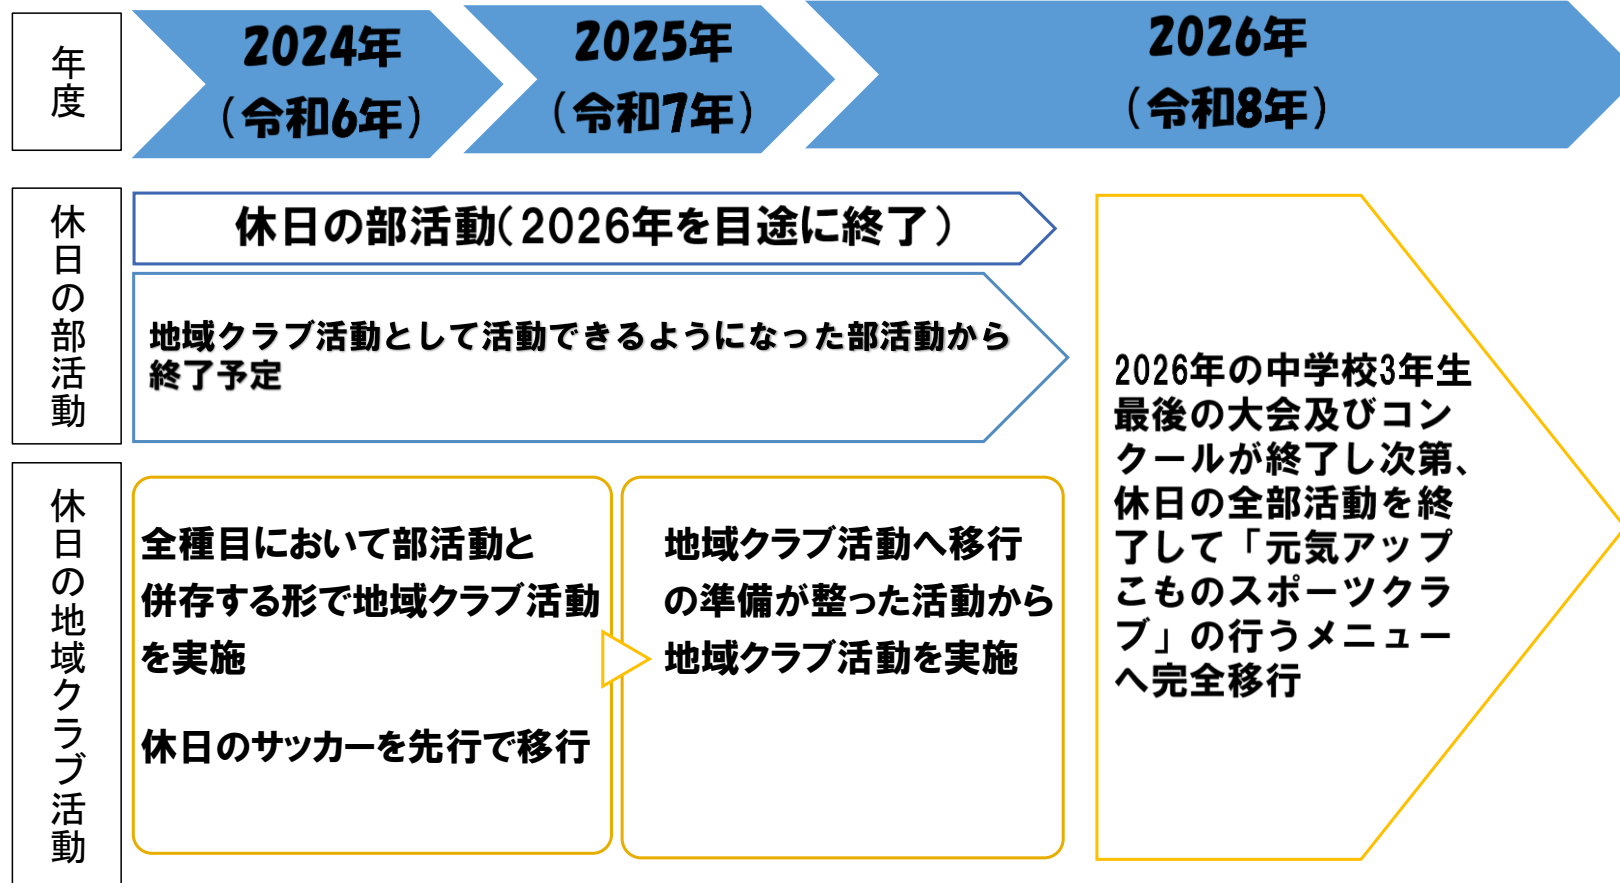 年度
2024年
（令和6年）
2025年
（令和7年）
2026年
（令和8年）
休日の部活動
休日の部活動（2026年を目途に終了）
地域クラブ活動として活動できるようになった部活動から
終了予定
2026年の中学校3年生
最後の大会及びコン
クールが終了し次第、
休日の全部活動を終
了して「元気アップ
こものスポーツクラ
ブ」の行うメニュー
へ完全移行
休日の地域クラブ活動
全種目において部活動と
併存する形で地域クラブ活動
を実施
休日のサッカーを先行で移行
地域クラブ活動へ移行
の準備が整った活動から
地域クラブ活動を実施